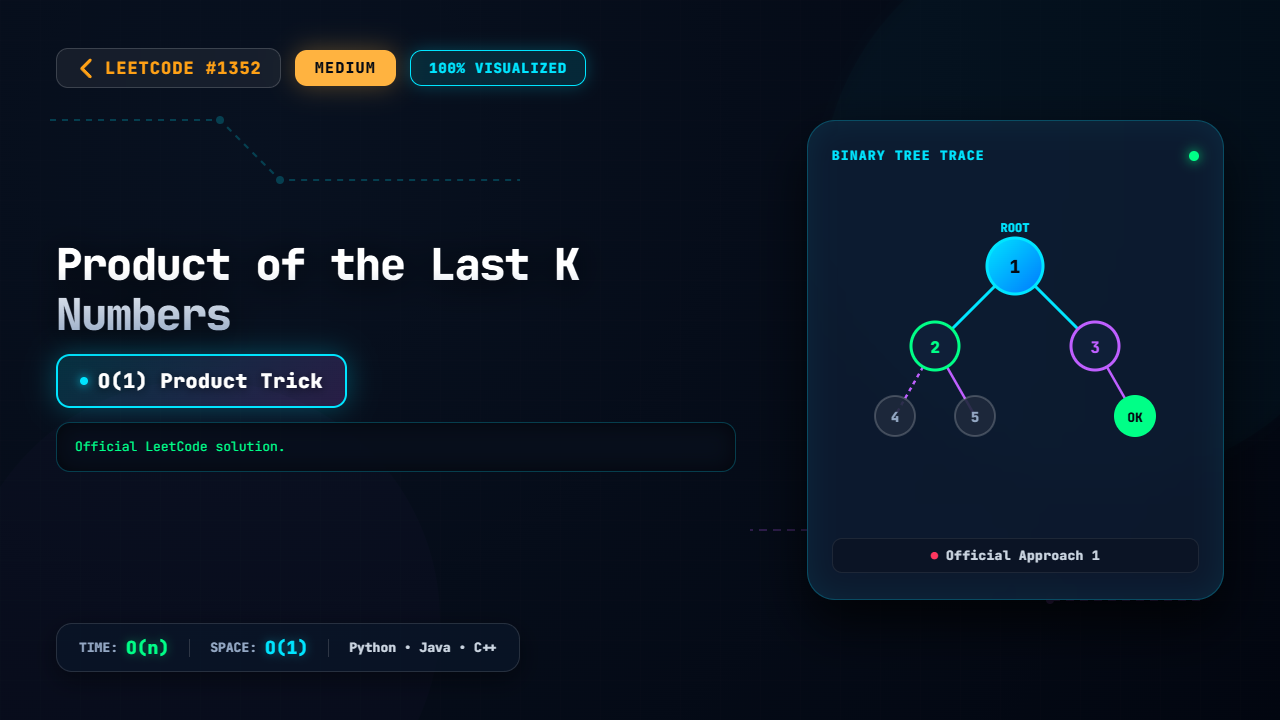 LEETCODE #1352
MEDIUM
100% VISUALIZED
Product of the Last K
Numbers
O(1) Product Trick
Official LeetCode solution.
TIME: O(n)
SPACE: O(1)
Python • Java • C++
BINARY TREE TRACE
ROOT
1
2
3
4
5
OK
Official Approach 1